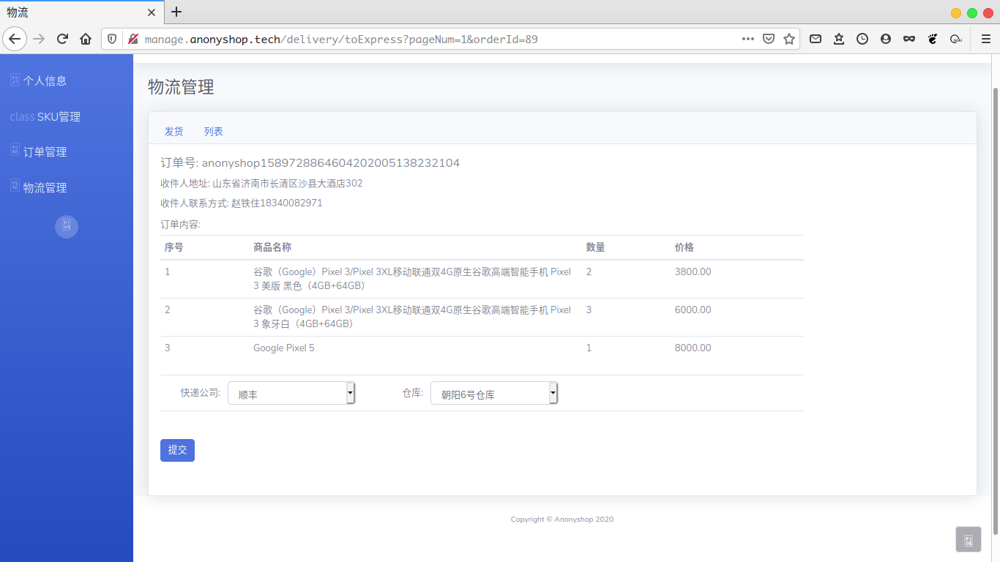 物流
manage.anonyshop.tech/delivery/toExpress?pageNum=1&orderId=89
个人信息
class SKU管理
订单管理
物流管理
物流管理
发货 列表
订单号: anonyshop1589728864604202005138232104
收件人地址: 山东省济南市长清区沙县大酒店302
收件人联系方式: 赵铁住18340082971
订单内容:
序号 商品名称 数量 价格
1 谷歌（Google）Pixel 3/Pixel 3XL移动联通双4G原生谷歌高端智能手机 Pixel 2 3800.00
3 美版 黑色（4GB+64GB）
2 谷歌（Google）Pixel 3/Pixel 3XL移动联通双4G原生谷歌高端智能手机 Pixel 3 6000.00
3 象牙白（4GB+64GB）
3 Google Pixel 5 1 8000.00
快递公司: 顺丰 仓库: 朝阳6号仓库
提交
Copyright © Anonyshop 2020